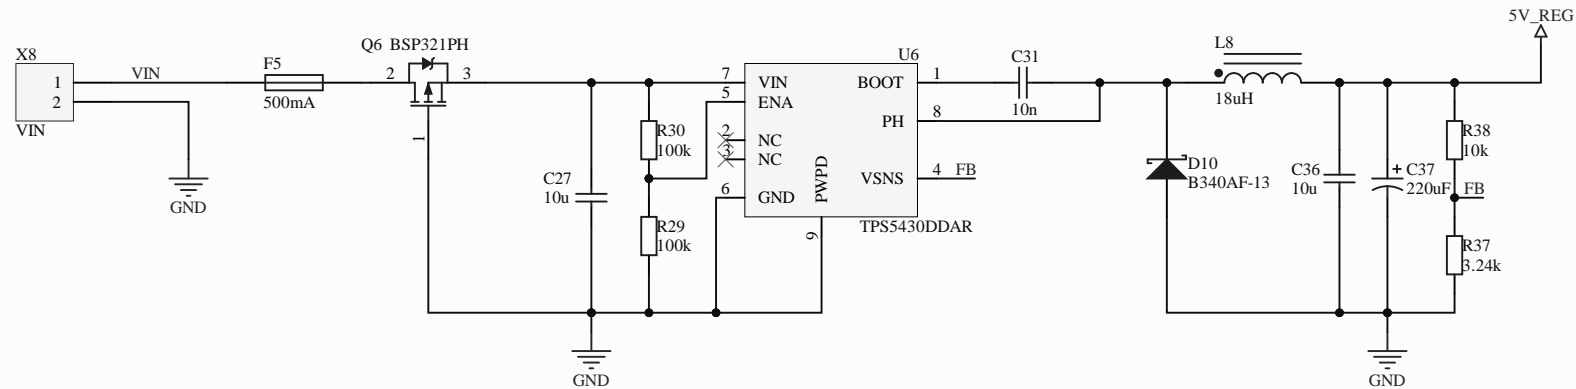 5V_REG
X8
1
2
VIN
VIN
GND
F5
500mA
Q6 BSP321PH
2
3
1
C27
10u
R30
100k
R29
100k
GND
U6
7
VIN
5
ENA
2
NC
3
NC
6
GND
PWPD
9
BOOT
1
PH
8
VSNS
4
FB
TPS5430DDAR
C31
10n
L8
18uH
D10
B340AF-13
C36
10u
C37
220uF
R38
10k
FB
R37
3.24k
GND